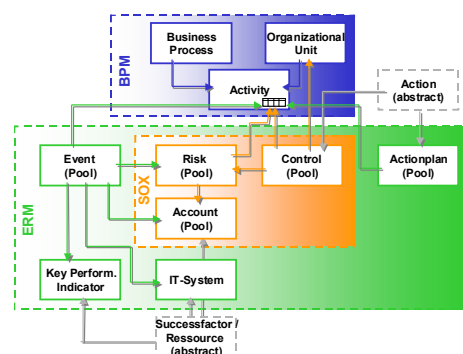 Business
Process
Organizational
Unit
BPM
Activity
Action
(abstract)
Event
(Pool)
Risk
(Pool)
Control
(Pool)
Actionplan
(Pool)
SOX
Account
(Pool)
ERM
Key Perform.
Indicator
IT-System
Successfactor /
Ressource
(abstract)